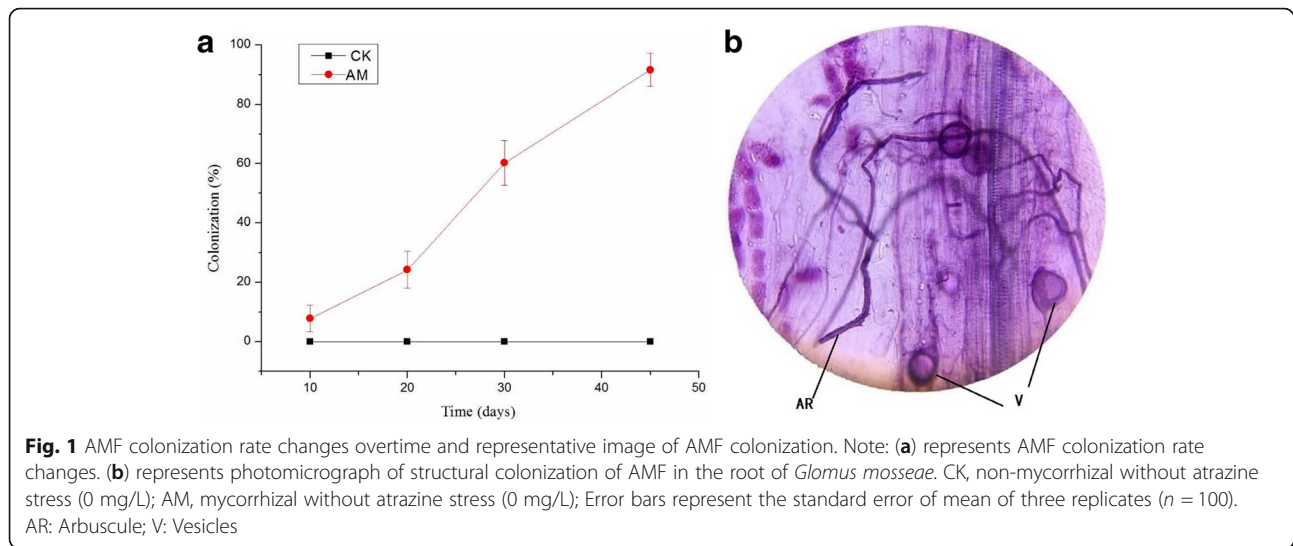 a
b
CK
AM
100
80
60
40
20
0
Colonization (%)
10
20
30
40
50
Time (days)
AR
V
Fig. 1 AMF colonization rate changes overtime and representative image of AMF colonization. Note: (a) represents AMF colonization rate
changes. (b) represents photomicrograph of structural colonization of AMF in the root of Glomus mosseae. CK, non-mycorrhizal without atrazine
stress (0 mg/L); AM, mycorrhizal without atrazine stress (0 mg/L); Error bars represent the standard error of mean of three replicates (n = 100).
AR: Arbuscule; V: Vesicles